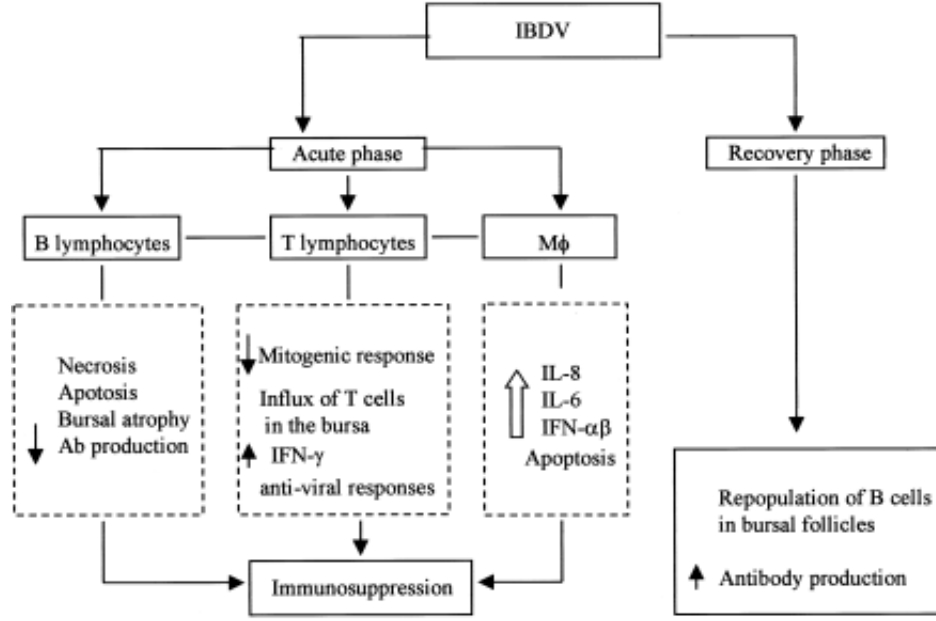 IBDV
Acute phase
Recovery phase
B lymphocytes
T lymphocytes
Mϕ
Necrosis
Apotosis
Bursal atrophy
Ab production
Mitogenic response
Influx of T cells
in the bursa
IFN-γ
anti-viral responses
IL-8
IL-6
IFN-αβ
Apoptosis
Repopulation of B cells
in bursal follicles
Antibody production
Immunosuppression